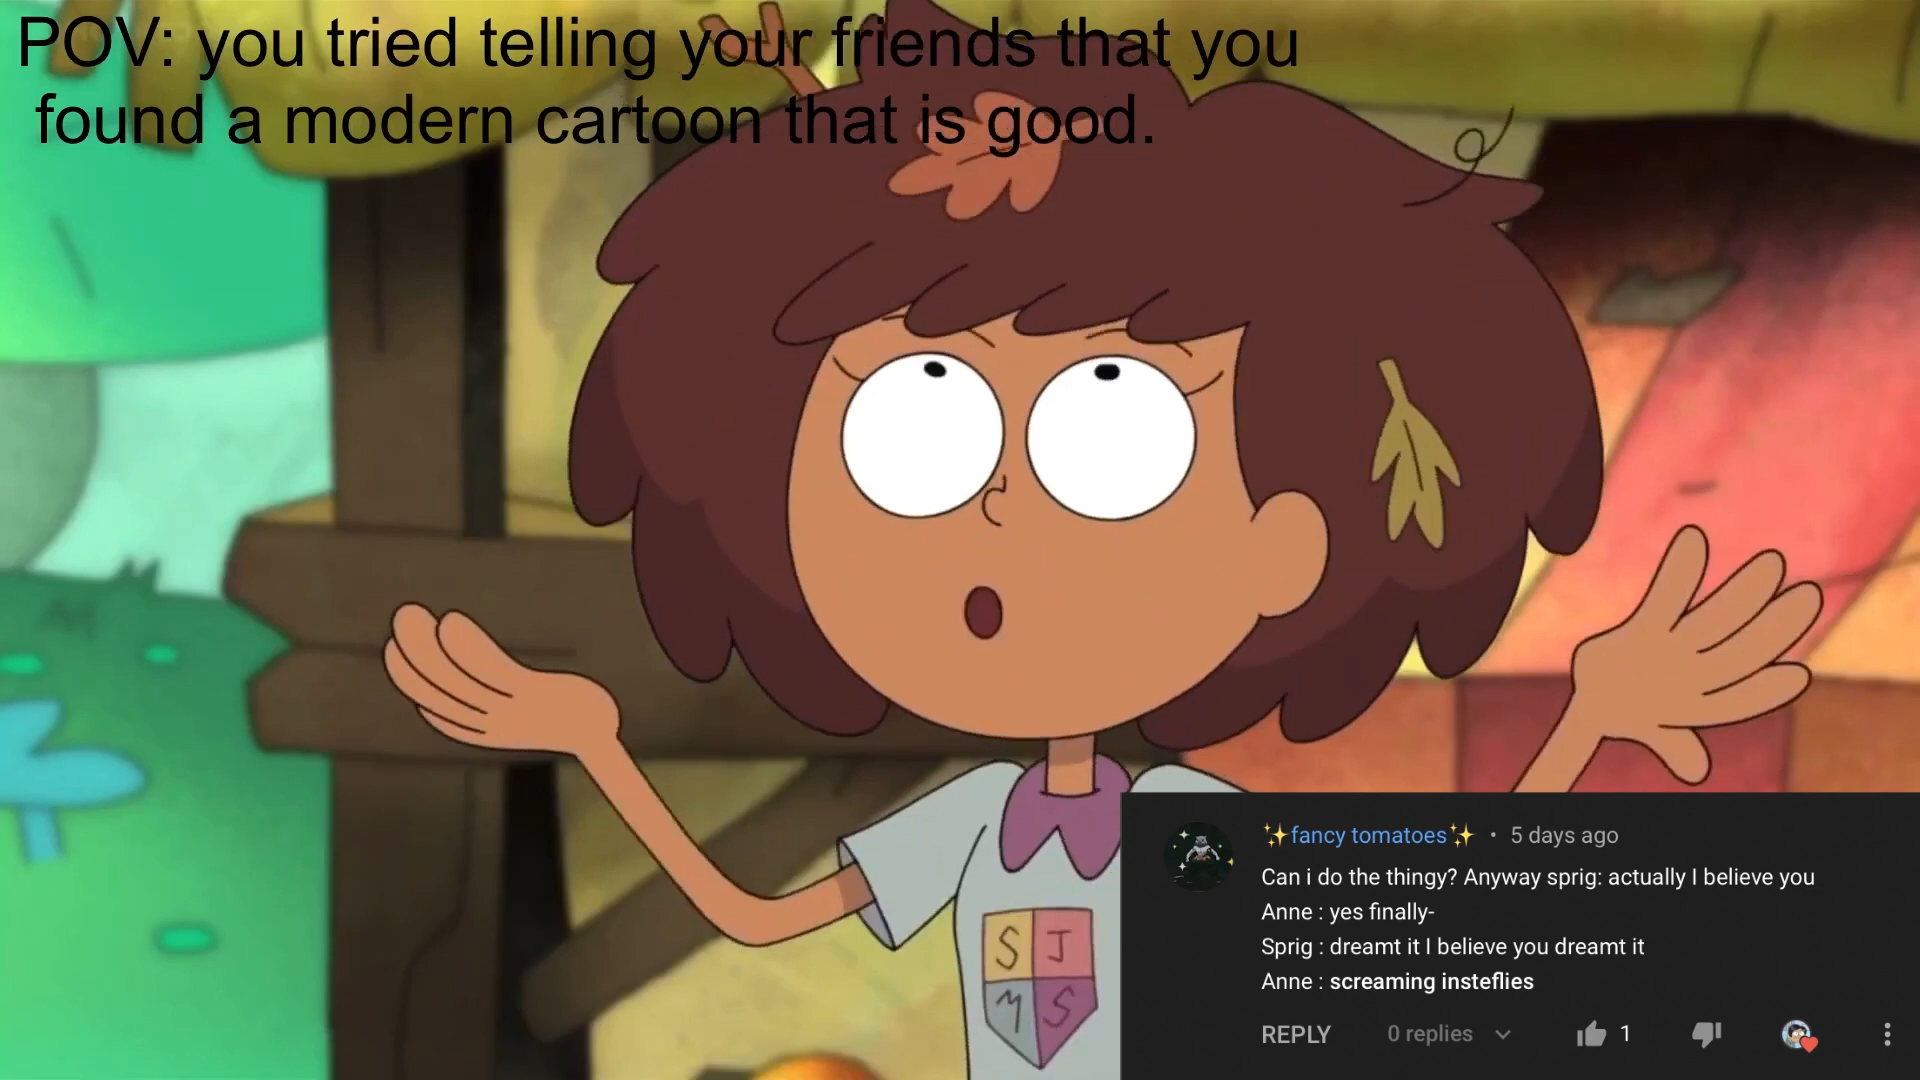 POV: you tried telling your friends that you
found a modern cartoon that is good.
S J
M S
✨fancy tomatoes✨ • 5 days ago
Can i do the thingy? Anyway sprig: actually I believe you
Anne : yes finally-
Sprig : dreamt it I believe you dreamt it
Anne : screaming insteflies
REPLY 0 replies 1